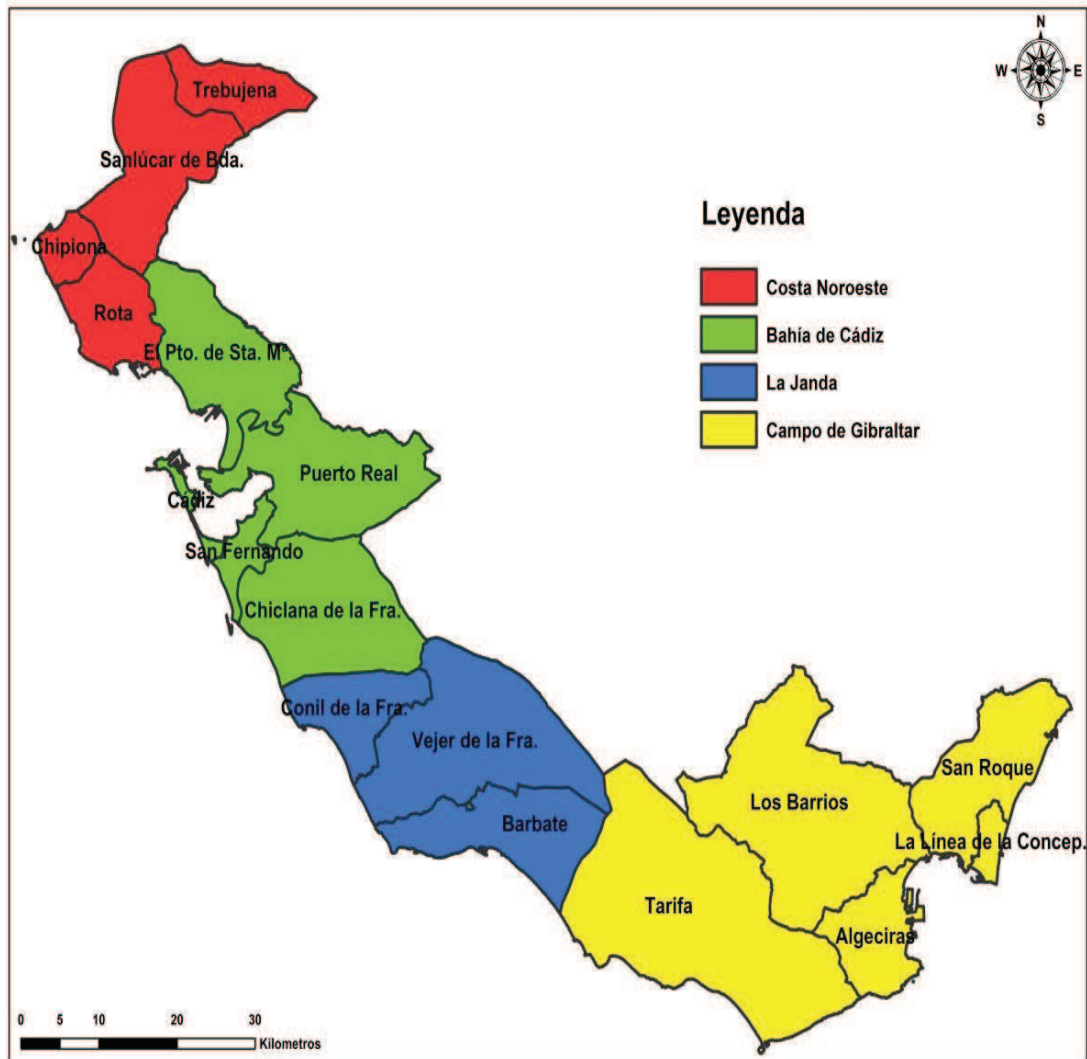 N
W E
S
Trebujena
Sanlúcar de Bda.
Chipiona
Rota
El Pto. de Sta. Mª.
Puerto Real
Cádiz
San Fernando
Chiclana de la Fra.
Conil de la Fra.
Vejer de la Fra.
Barbate
Tarifa
Los Barrios
San Roque
La Línea de la Concep.
Algeciras
Leyenda
Costa Noroeste
Bahía de Cádiz
La Janda
Campo de Gibraltar
0 5 10 20 30
Kilometros